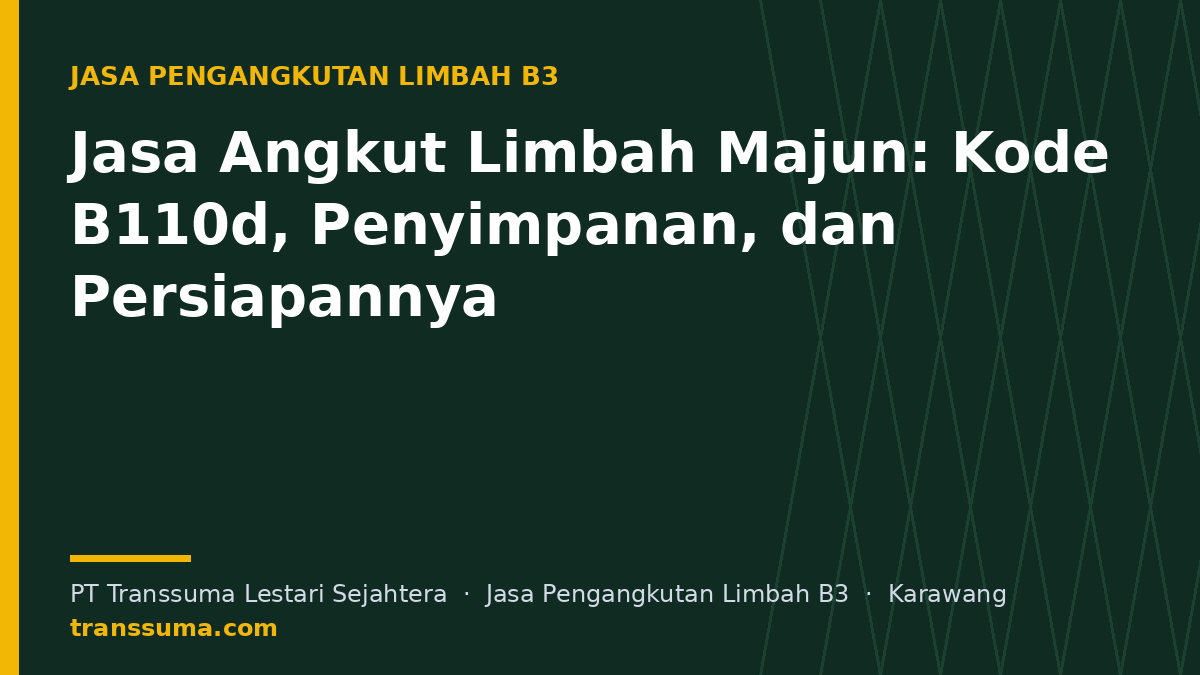 JASA PENGANGKUTAN LIMBAH B3
Jasa Angkut Limbah Majun: Kode
B110d, Penyimpanan, dan
Persiapannya
PT Transsuma Lestari Sejahtera · Jasa Pengangkutan Limbah B3 · Karawang
transsuma.com